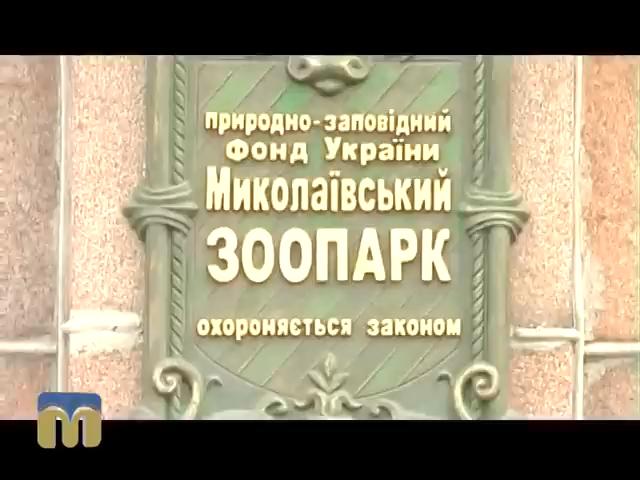 природно-заповідний
Фонд України
Миколаївський
ЗООПАРК
охороняється законом
M